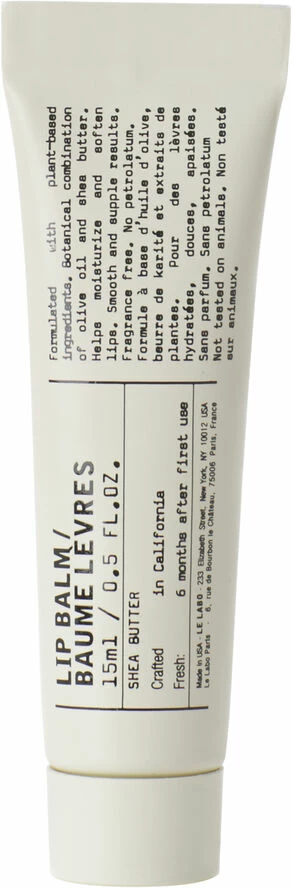 LIP BALM/
BAUME LÈVRES
15ml / 0.5 FL.OZ.
SHEA BUTTER
Crafted in California
Fresh: 6 months after first use
Made in USA - LE LABO - 233 Elizabeth Street, New York, NY 10012 USA
Le Labo Paris - 6, rue de Bourbon le Château, 75006 Paris, France
Formulated with plant-based
ingredients. Botanical combination
of olive oil and shea butter.
Helps moisturize and soften
lips. Smooth and supple results.
Fragrance free. No petrolatum.
Formule à base d'huile d'olive,
beurre de karité et extraits de
plantes. Pour des lèvres
hydratées, douces, apaisées.
Sans parfum. Sans petrolatum
Not tested on animals. Non testé
sur animaux.